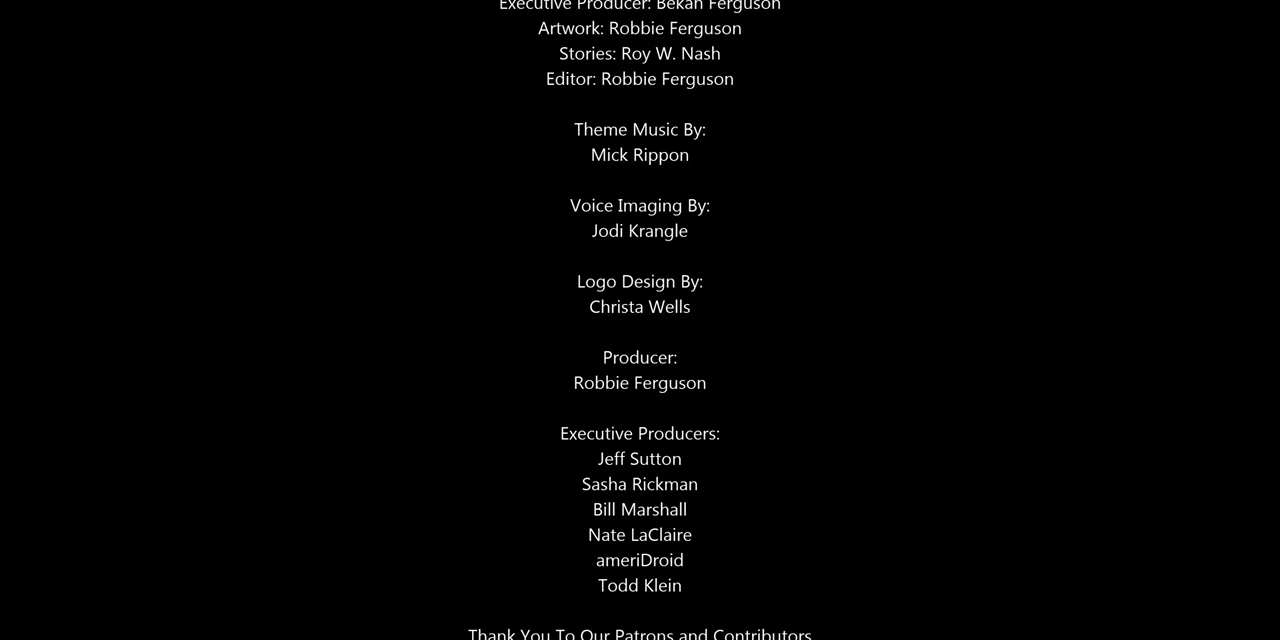 Executive Producer: Bekah Ferguson
Artwork: Robbie Ferguson
Stories: Roy W. Nash
Editor: Robbie Ferguson
Theme Music By:
Mick Rippon
Voice Imaging By:
Jodi Krangle
Logo Design By:
Christa Wells
Producer:
Robbie Ferguson
Executive Producers:
Jeff Sutton
Sasha Rickman
Bill Marshall
Nate LaClaire
ameriDroid
Todd Klein
Thank You To Our Patrons and Contributors